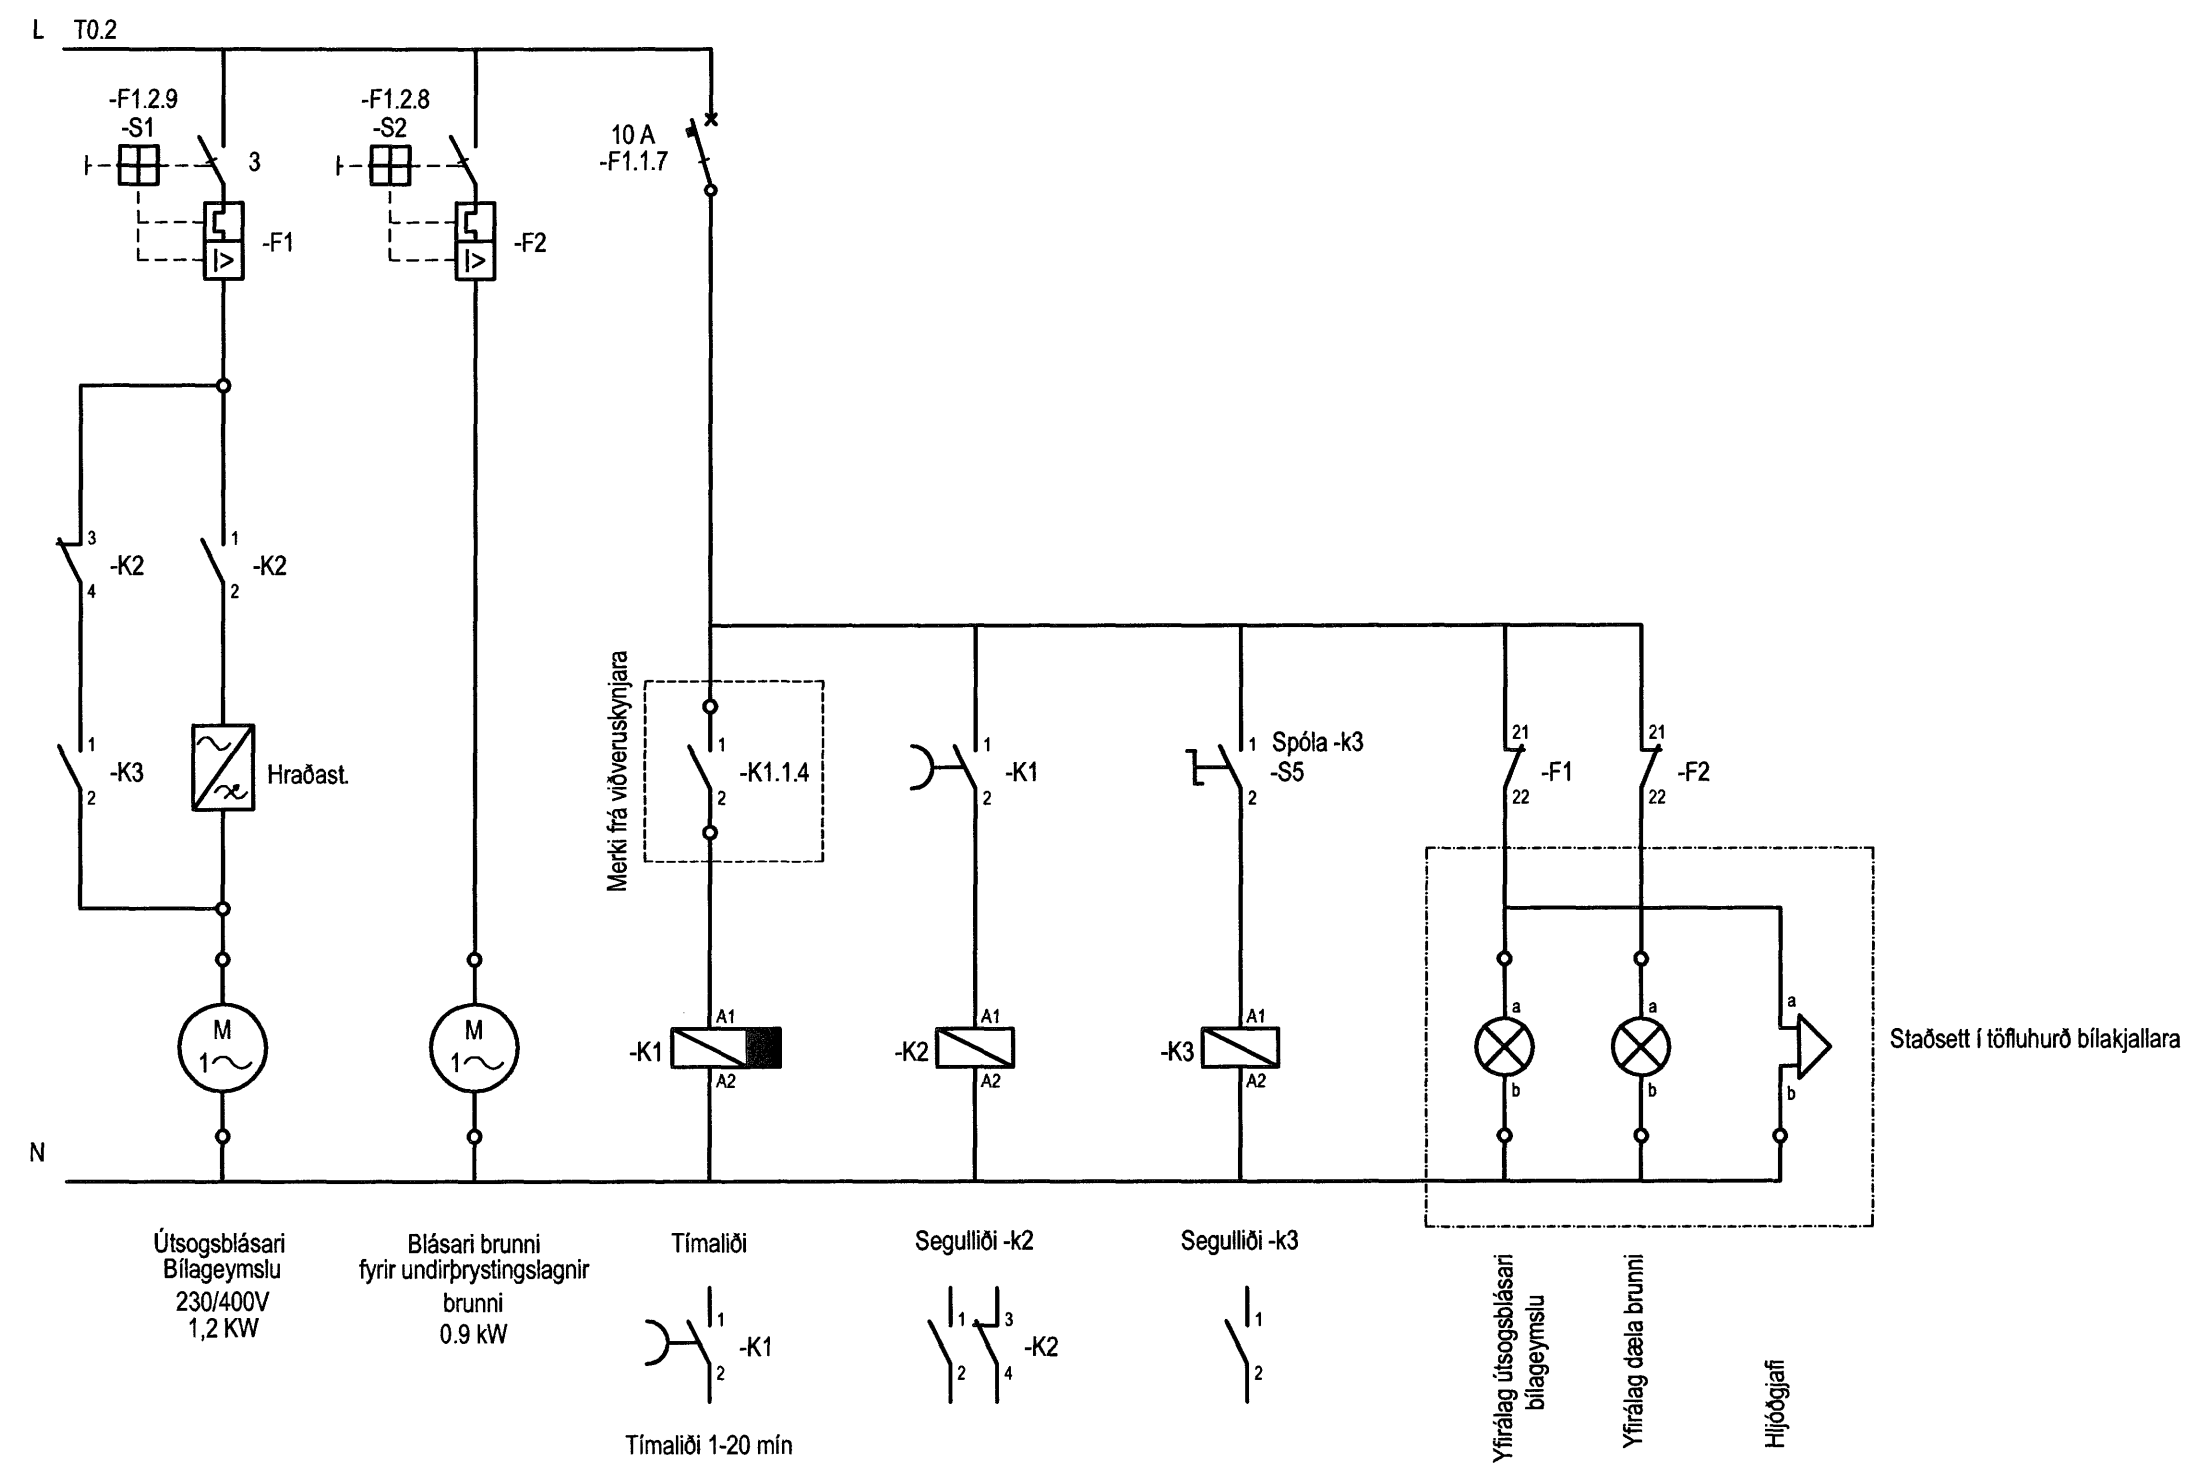 L T0.2
-F1.2.9
-S1
3
-F1
I>
-F1.2.8
-S2
-F2
I>
10 A
-F1.1.7
3
-K2
4
1
-K2
2
1
-K3
2
Hraðast.
Merki frá viðveruskynjara
1
-K1.1.4
2
1
-K1
2
1
Spóla -k3
-S5
2
21
-F1
22
21
-F2
22
M
1
M
1
A1
-K1
A2
A1
-K2
A2
A1
-K3
A2
a
b
a
b
a
b
Staðsett í töfluhurð bílakjallara
N
Útsogsblásari
Bílageymslu
230/400V
1,2 KW
Blásari brunni
fyrir undirþrystingslagnir
brunni
0.9 kW
Tímaliði
1
-K1
2
Tímaliði 1-20 mín
Segulliði -k2
1
2
3
-K2
4
Segulliði -k3
1
2
Yfirálag útsogsblásari
bílageymslu
Yfirálag dæla brunni
Hljóðgjafi